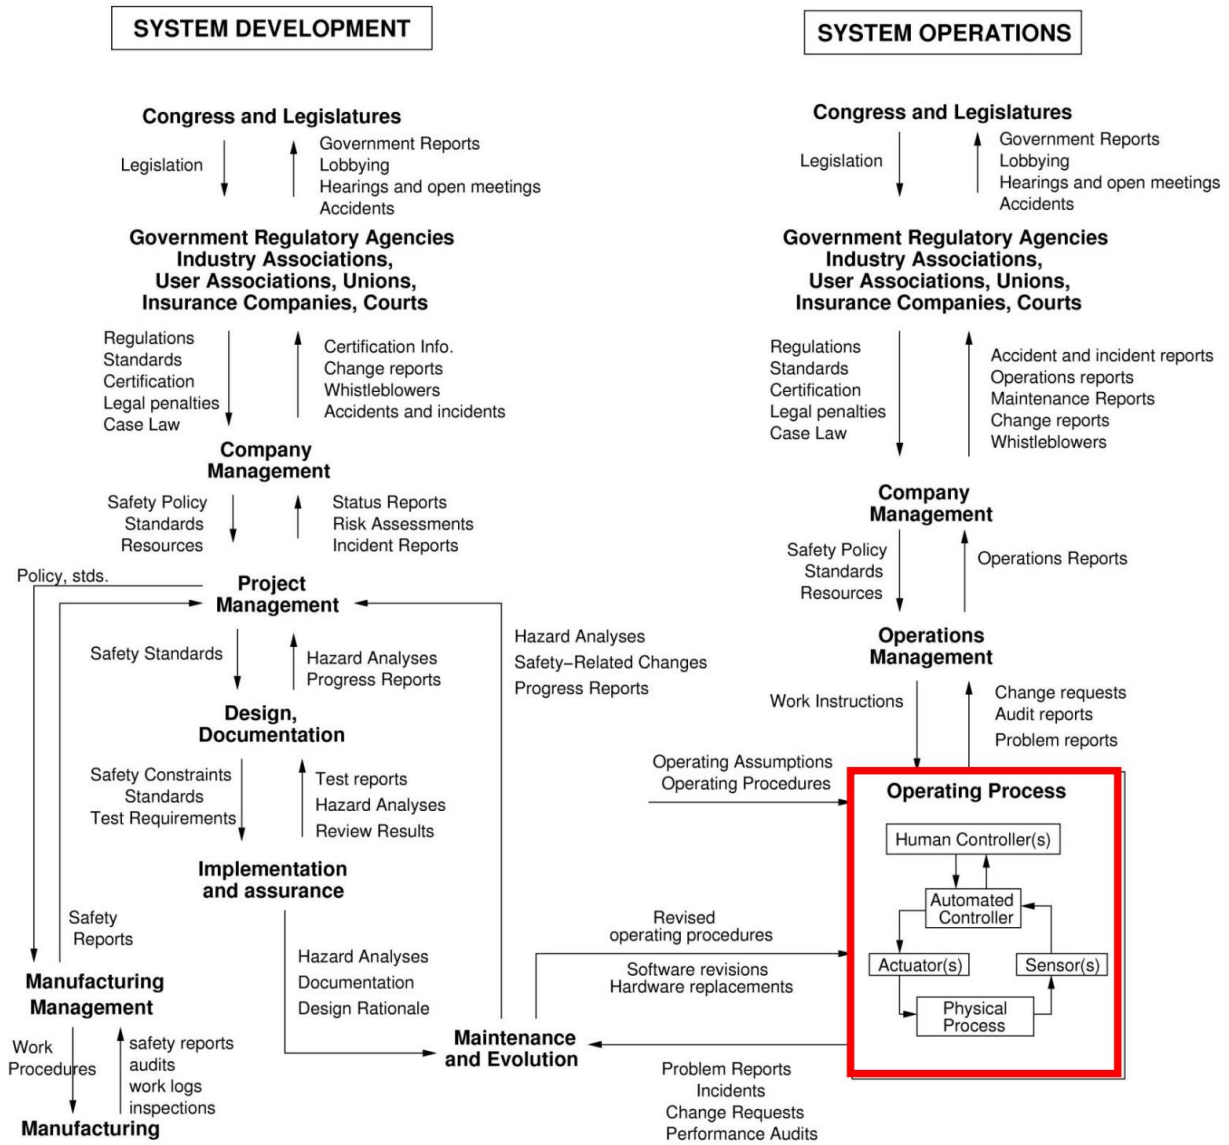 SYSTEM DEVELOPMENT
Congress and Legislatures
Legislation
Government Reports
Lobbying
Hearings and open meetings
Accidents
Government Regulatory Agencies
Industry Associations,
User Associations, Unions,
Insurance Companies, Courts
Regulations
Standards
Certification
Legal penalties
Case Law
Certification Info.
Change reports
Whistleblowers
Accidents and incidents
Company
Management
Safety Policy
Standards
Resources
Status Reports
Risk Assessments
Incident Reports
Policy, stds.
Project
Management
Safety Standards
Hazard Analyses
Progress Reports
Design,
Documentation
Safety Constraints
Standards
Test Requirements
Test reports
Hazard Analyses
Review Results
Implementation
and assurance
Safety
Reports
Manufacturing
Management
Work
Procedures
safety reports
audits
work logs
inspections
Manufacturing
Hazard Analyses
Documentation
Design Rationale
Hazard Analyses
Safety-Related Changes
Progress Reports
Maintenance
and Evolution
SYSTEM OPERATIONS
Congress and Legislatures
Legislation
Government Reports
Lobbying
Hearings and open meetings
Accidents
Government Regulatory Agencies
Industry Associations,
User Associations, Unions,
Insurance Companies, Courts
Regulations
Standards
Certification
Legal penalties
Case Law
Accident and incident reports
Operations reports
Maintenance Reports
Change reports
Whistleblowers
Company
Management
Safety Policy
Standards
Resources
Operations Reports
Operations
Management
Work Instructions
Change requests
Audit reports
Problem reports
Operating Assumptions
Operating Procedures
Operating Process
Human Controller(s)
Automated
Controller
Actuator(s)
Sensor(s)
Physical
Process
Revised
operating procedures
Software revisions
Hardware replacements
Problem Reports
Incidents
Change Requests
Performance Audits